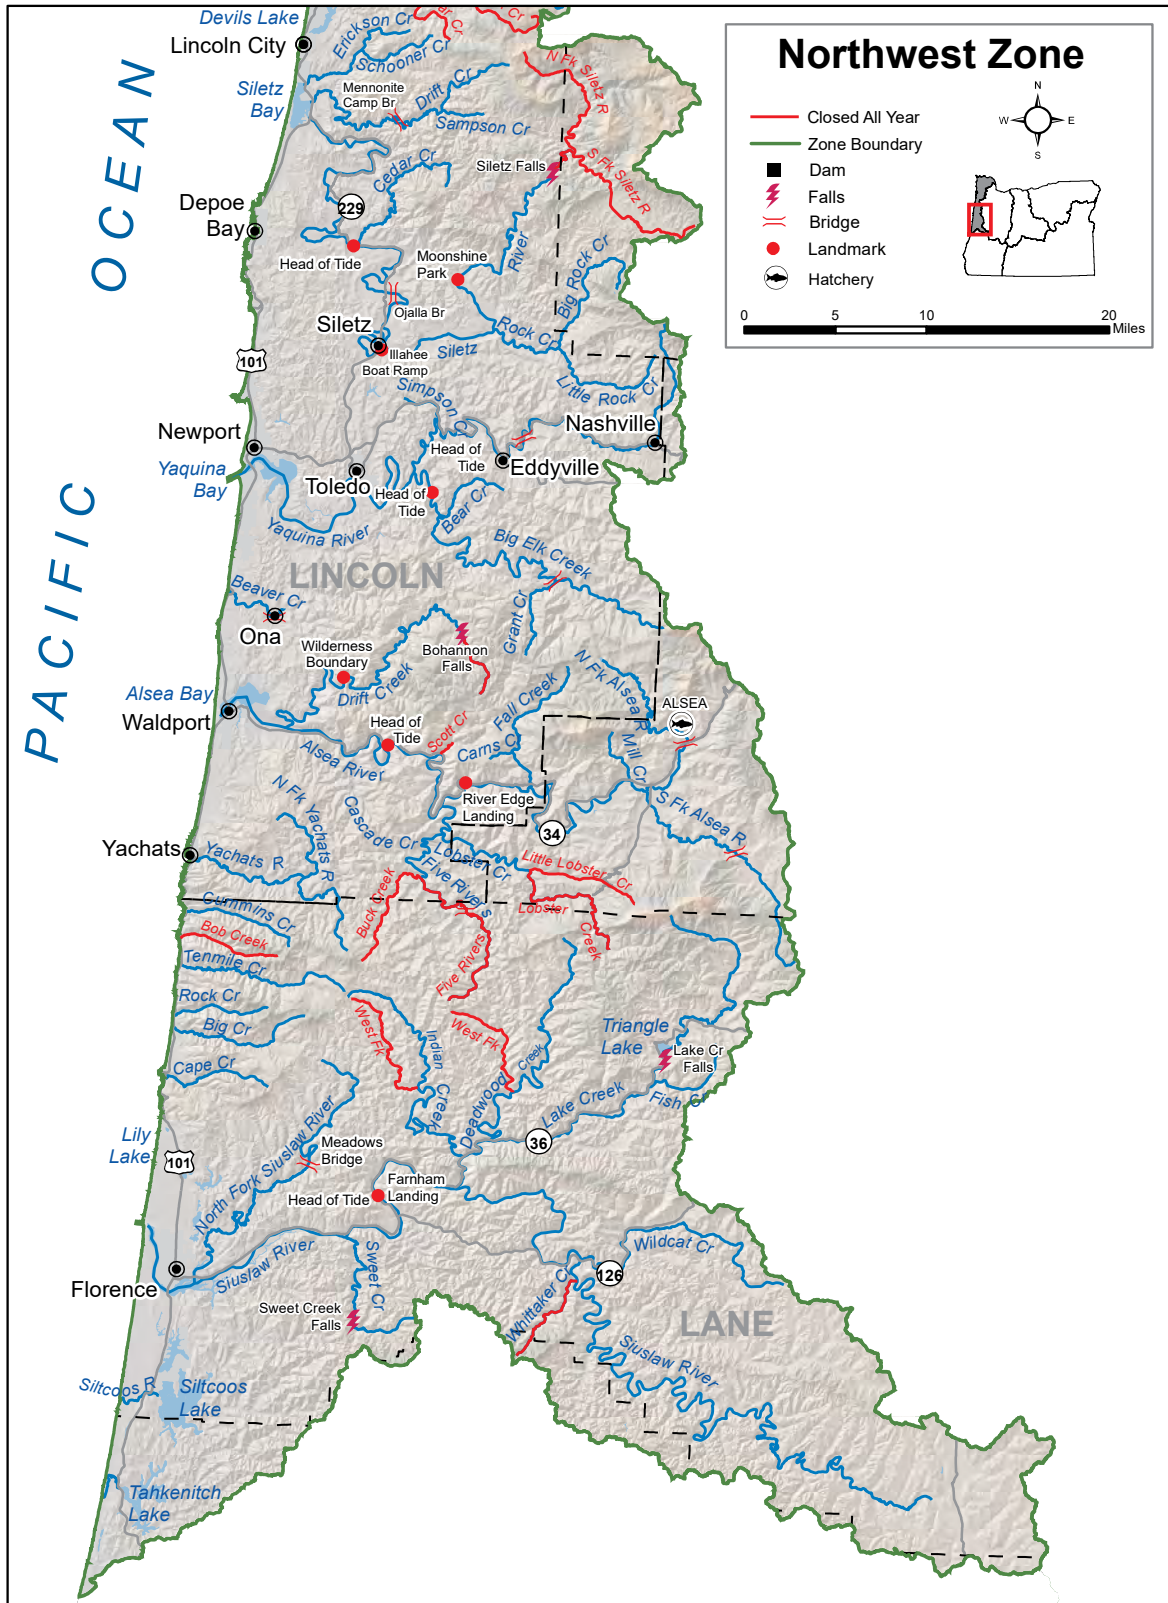 Northwest Zone
Closed All Year
Zone Boundary
Dam
Falls
Bridge
Landmark
Hatchery
N
W
E
S
0
5
10
20
Miles
Devils Lake
Lincoln City
Erickson Cr
Schooner Cr
Siletz
Bay
Mennonite
Camp Br
Drift Cr
Sampson Cr
N Fk Siletz R
Siletz Falls
S Fk Siletz R
Cedar Cr
229
Depoe
Bay
Head of Tide
Moonshine
Park
River
Big Rock Cr
Ojalla Br
Siletz
Illahee
Boat Ramp
Siletz
Rock Cr
Little Rock Cr
101
Simpson Cr
Newport
Nashville
Head of
Tide
Eddyville
Yaquina
Bay
Toledo
Head of
Tide
Bear Cr
Yaquina River
Big Elk Creek
LINCOLN
Beaver Cr
Ona
Grant Cr
Wilderness
Boundary
Bohannon
Falls
Drift Creek
N Fk Alsea R
ALSEA
Alsea Bay
Waldport
Fall Creek
Head of
Tide
Scott Cr
Carns C
Alsea River
Mill Cr
River Edge
Landing
N Fk Yachats R
Cascade Cr
34
S Fk Alsea R
Yachats
Yachats R
Lobster Cr
Little Lobster Cr
Five Rivers
Buck Creek
Lobster
Creek
Cummins Cr
Bob Creek
Five Rivers
Tenmile Cr
Rock Cr
Big Cr
West Fk
Indian
Creek
West Fk
Creek
Deadwood
Triangle
Lake
Lake Cr
Falls
Cape Cr
Lake Creek
Fish Cr
Lily
Lake
101
North Fork Siuslaw River
Meadows
Bridge
36
Head of Tide
Farnham
Landing
Siuslaw River
Sweet Cr
Wildcat Cr
126
Florence
Whittaker C
Sweet Creek
Falls
LANE
Siuslaw River
Siltcoos R
Siltcoos
Lake
Tahkenitch
Lake
PACIFIC
OCEAN